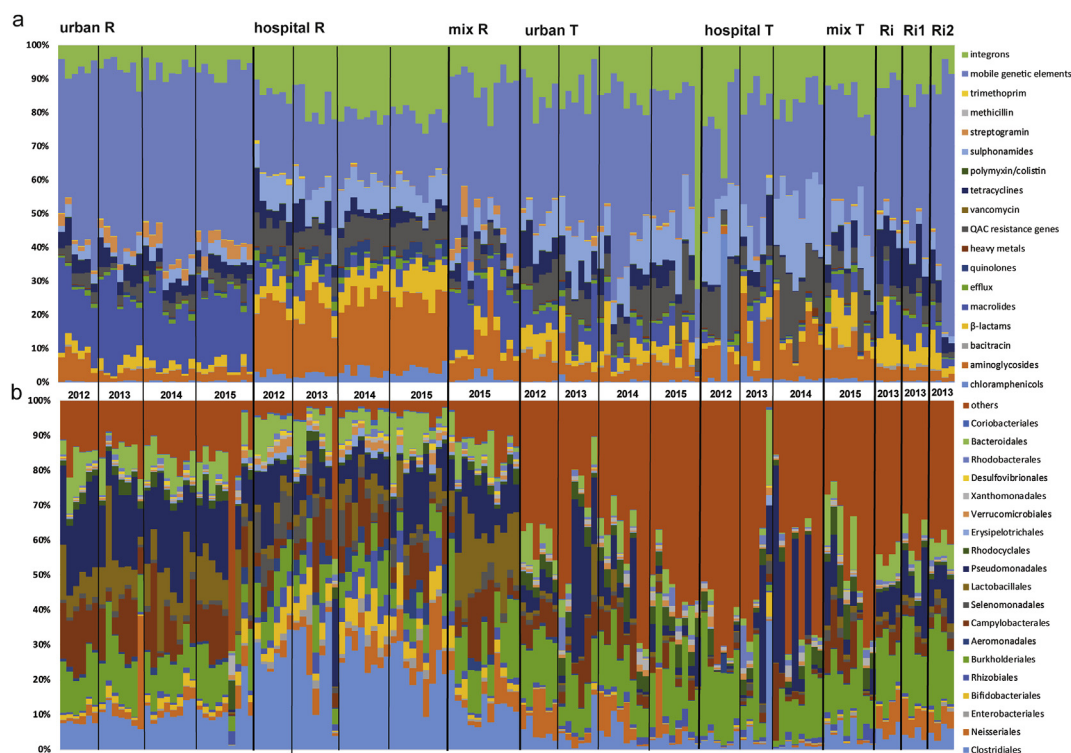 a
urban R hospital R mix R urban T hospital T mix T Ri Ri1 Ri2
100%
90%
80%
70%
60%
50%
40%
30%
20%
10%
0%
integrons
mobile genetic elements
trimethoprim
methicillin
streptogramin
sulphonamides
polymyxin/colistin
tetracyclines
vancomycin
QAC resistance genes
heavy metals
quinolones
efflux
macrolides
β-lactams
bacitracin
aminoglycosides
chloramphenicols
b
2012 2013 2014 2015 2012 2013 2014 2015 2015 2012 2013 2014 2015 2012 2013 2014 2015 2013 2013 2013
100%
90%
80%
70%
60%
50%
40%
30%
20%
10%
0%
others
Coriobacteriales
Bacteroidales
Rhodobacterales
Desulfovibrionales
Xanthomonadales
Verrucomicrobiales
Erysipelotrichales
Rhodocyclales
Pseudomonadales
Lactobacillales
Selenomonadales
Campylobacterales
Aeromonadales
Burkholderiales
Rhizobiales
Bifidobacteriales
Enterobacteriales
Neisseriales
Clostridiales